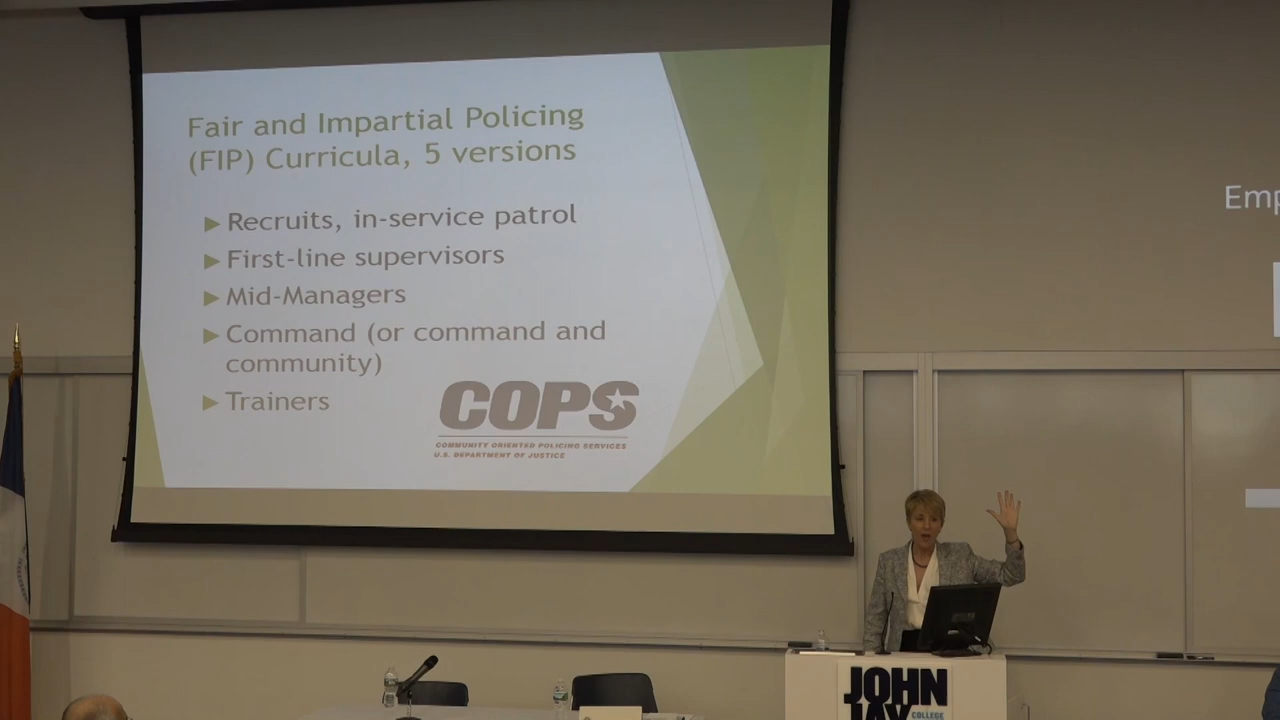 Fair and Impartial Policing
(FIP) Curricula, 5 versions
Recruits, in-service patrol
First-line supervisors
Mid-Managers
Command (or command and
community)
Trainers
COPS
COMMUNITY ORIENTED POLICING SERVICES
U.S. DEPARTMENT OF JUSTICE
Emp
JOHN
JAY
COLLEGE